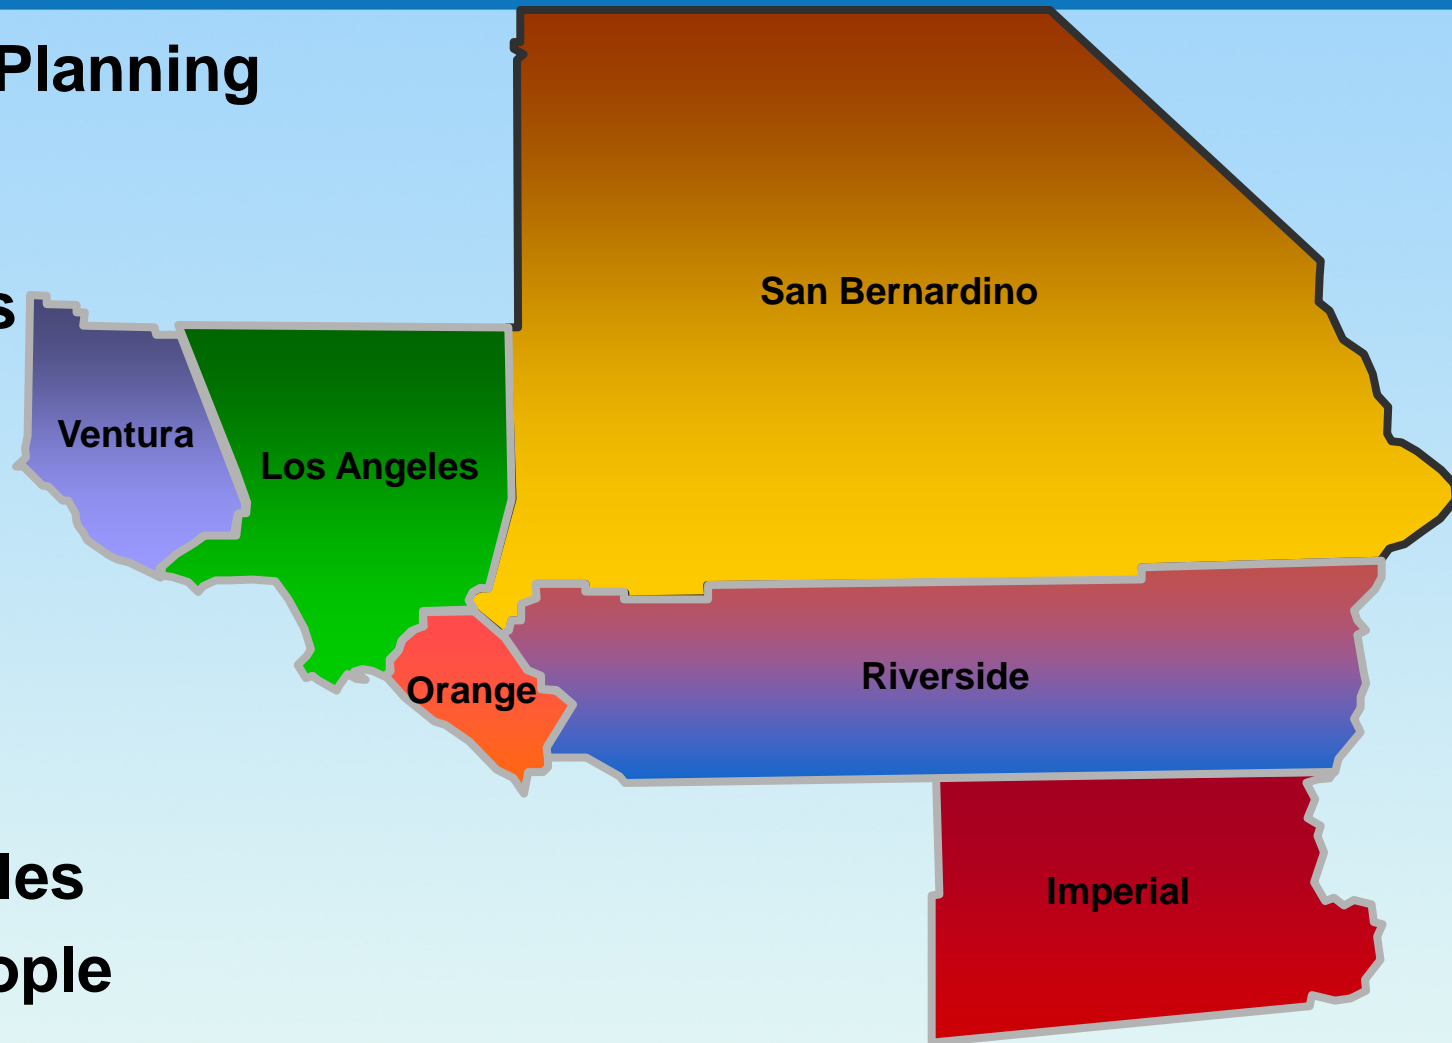 Planning
San Bernardino
s
Ventura
Los Angeles
Riverside
Orange
les
Imperial
ople